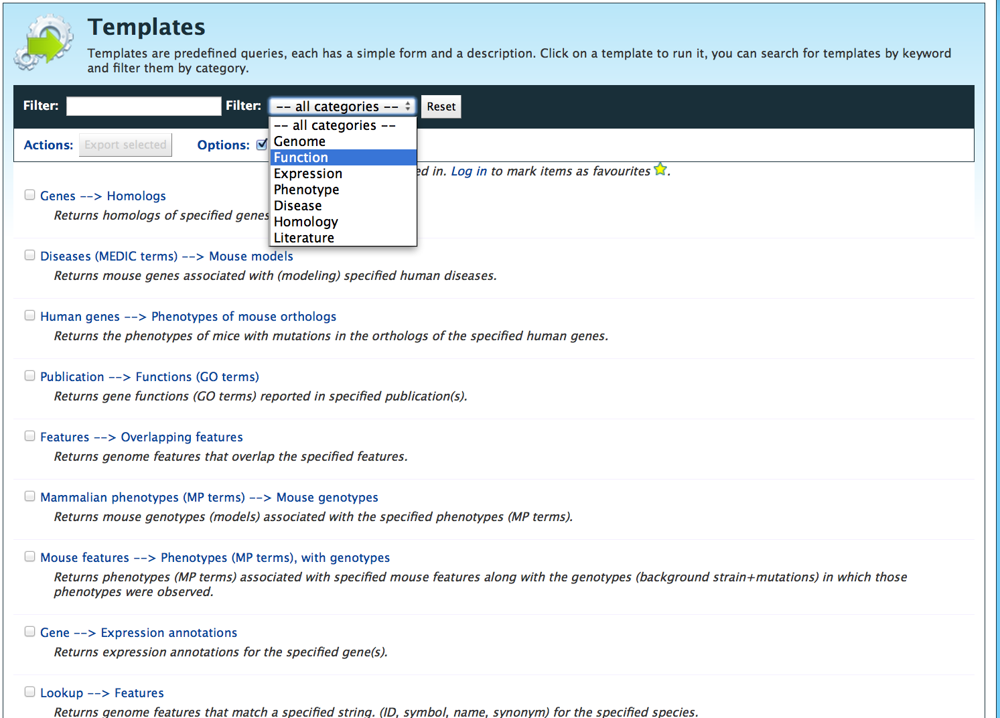 Templates
Templates are predefined queries, each has a simple form and a description. Click on a template to run it, you can search for templates by keyword
and filter them by category.
Filter: Filter: -- all categories -- Reset
-- all categories --
Genome
Function
Expression
Phenotype
Disease
Homology
Literature
Actions: Export selected Options:
in. Log in to mark items as favourites .
Genes --> Homologs
Returns homologs of specified genes
Diseases (MEDIC terms) --> Mouse models
Returns mouse genes associated with (modeling) specified human diseases.
Human genes --> Phenotypes of mouse orthologs
Returns the phenotypes of mice with mutations in the orthologs of the specified human genes.
Publication --> Functions (GO terms)
Returns gene functions (GO terms) reported in specified publication(s).
Features --> Overlapping features
Returns genome features that overlap the specified features.
Mammalian phenotypes (MP terms) --> Mouse genotypes
Returns mouse genotypes (models) associated with the specified phenotypes (MP terms).
Mouse features --> Phenotypes (MP terms), with genotypes
Returns phenotypes (MP terms) associated with specified mouse features along with the genotypes (background strain+mutations) in which those
phenotypes were observed.
Gene --> Expression annotations
Returns expression annotations for the specified gene(s).
Lookup --> Features
Returns genome features that match a specified string. (ID, symbol, name, synonym) for the specified species.